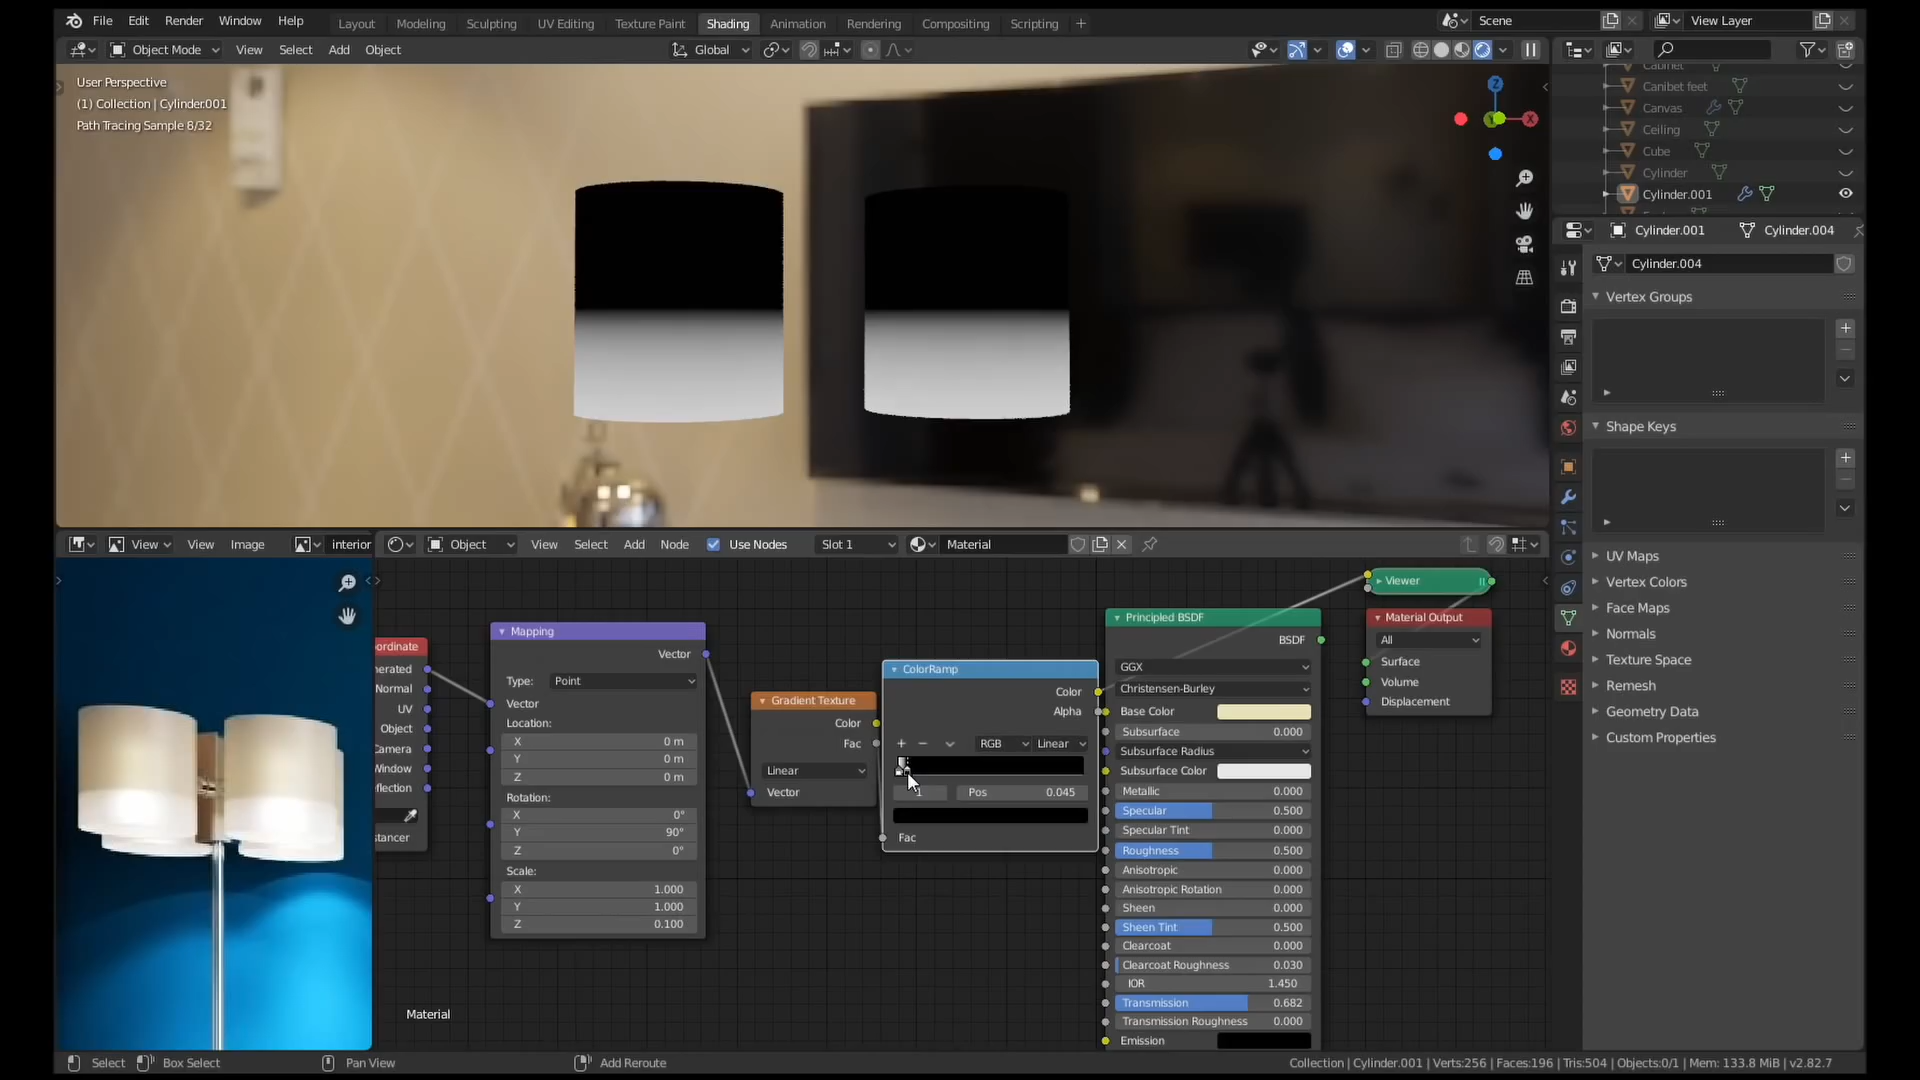 File Edit Render Window Help
Layout Modeling Sculpting UV Editing Texture Paint Shading Animation Rendering Compositing Scripting +
Scene
View Layer
Object Mode View Select Add Object
Global
User Perspective
(1) Collection | Cylinder.001
Path Tracing Sample 8/32
Z
X
Cabinet
Canibet feet
Canvas
Ceiling
Cube
Cylinder
Cylinder.001
Cylinder.001 Cylinder.004
Cylinder.004
Vertex Groups
Shape Keys
UV Maps
Vertex Colors
Face Maps
Normals
Texture Space
Remesh
Geometry Data
Custom Properties
View View Image interior
Object View Select Add Node Use Nodes Slot 1 Material
ordinate
nerated
Normal
UV
Object
Camera
Window
flection
stancer
Mapping
Vector
Type: Point
Vector
Location:
X 0 m
Y 0 m
Z 0 m
Rotation:
X 0°
Y 90°
Z 0°
Scale:
X 1.000
Y 1.000
Z 0.100
Gradient Texture
Color
Fac
Linear
Vector
ColorRamp
Color
Alpha
RGB Linear
1 Pos 0.045
Fac
Principled BSDF
BSDF
GGX
Christensen-Burley
Base Color
Subsurface 0.000
Subsurface Radius
Subsurface Color
Metallic 0.000
Specular 0.500
Specular Tint 0.000
Roughness 0.500
Anisotropic 0.000
Anisotropic Rotation 0.000
Sheen 0.000
Sheen Tint 0.500
Clearcoat 0.000
Clearcoat Roughness 0.030
IOR 1.450
Transmission 0.682
Transmission Roughness 0.000
Emission
Viewer
Material Output
All
Surface
Volume
Displacement
Material
Select Box Select Pan View Add Reroute
Collection | Cylinder.001 | Verts:256 | Faces:196 | Tris:504 | Objects:0/1 | Mem: 133.8 MiB | v2.82.7